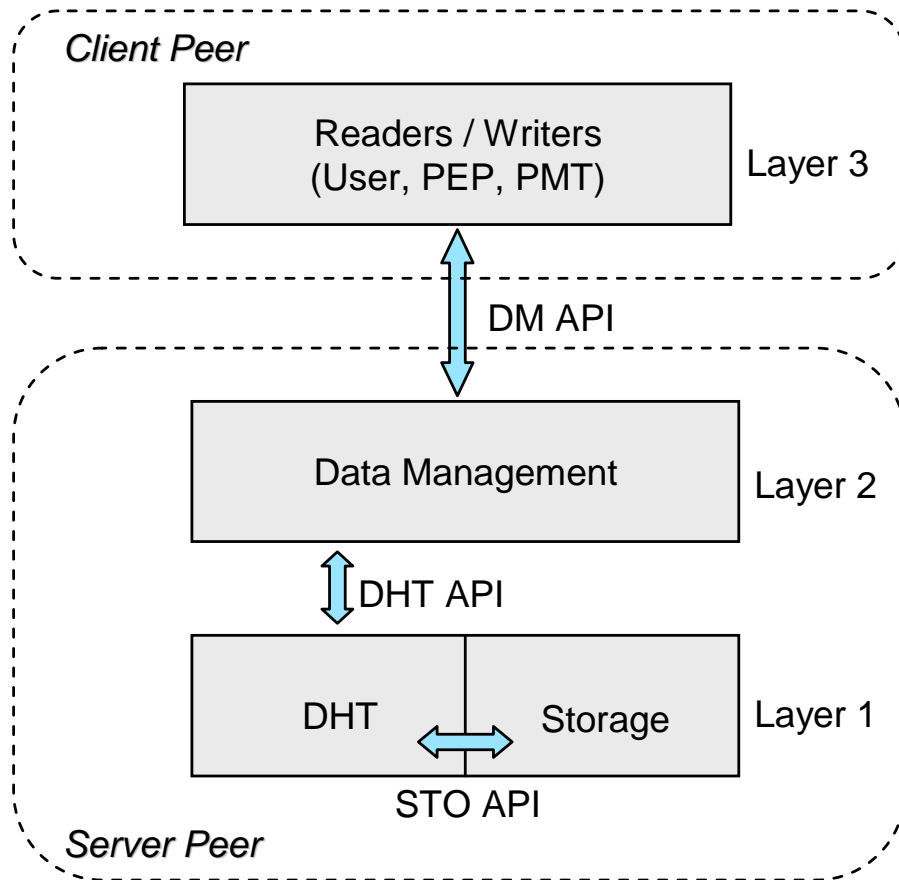 Client Peer
Readers / Writers
(User, PEP, PMT)
Layer 3
DM API
Data Management
Layer 2
DHT API
DHT
Storage
Layer 1
STO API
Server Peer